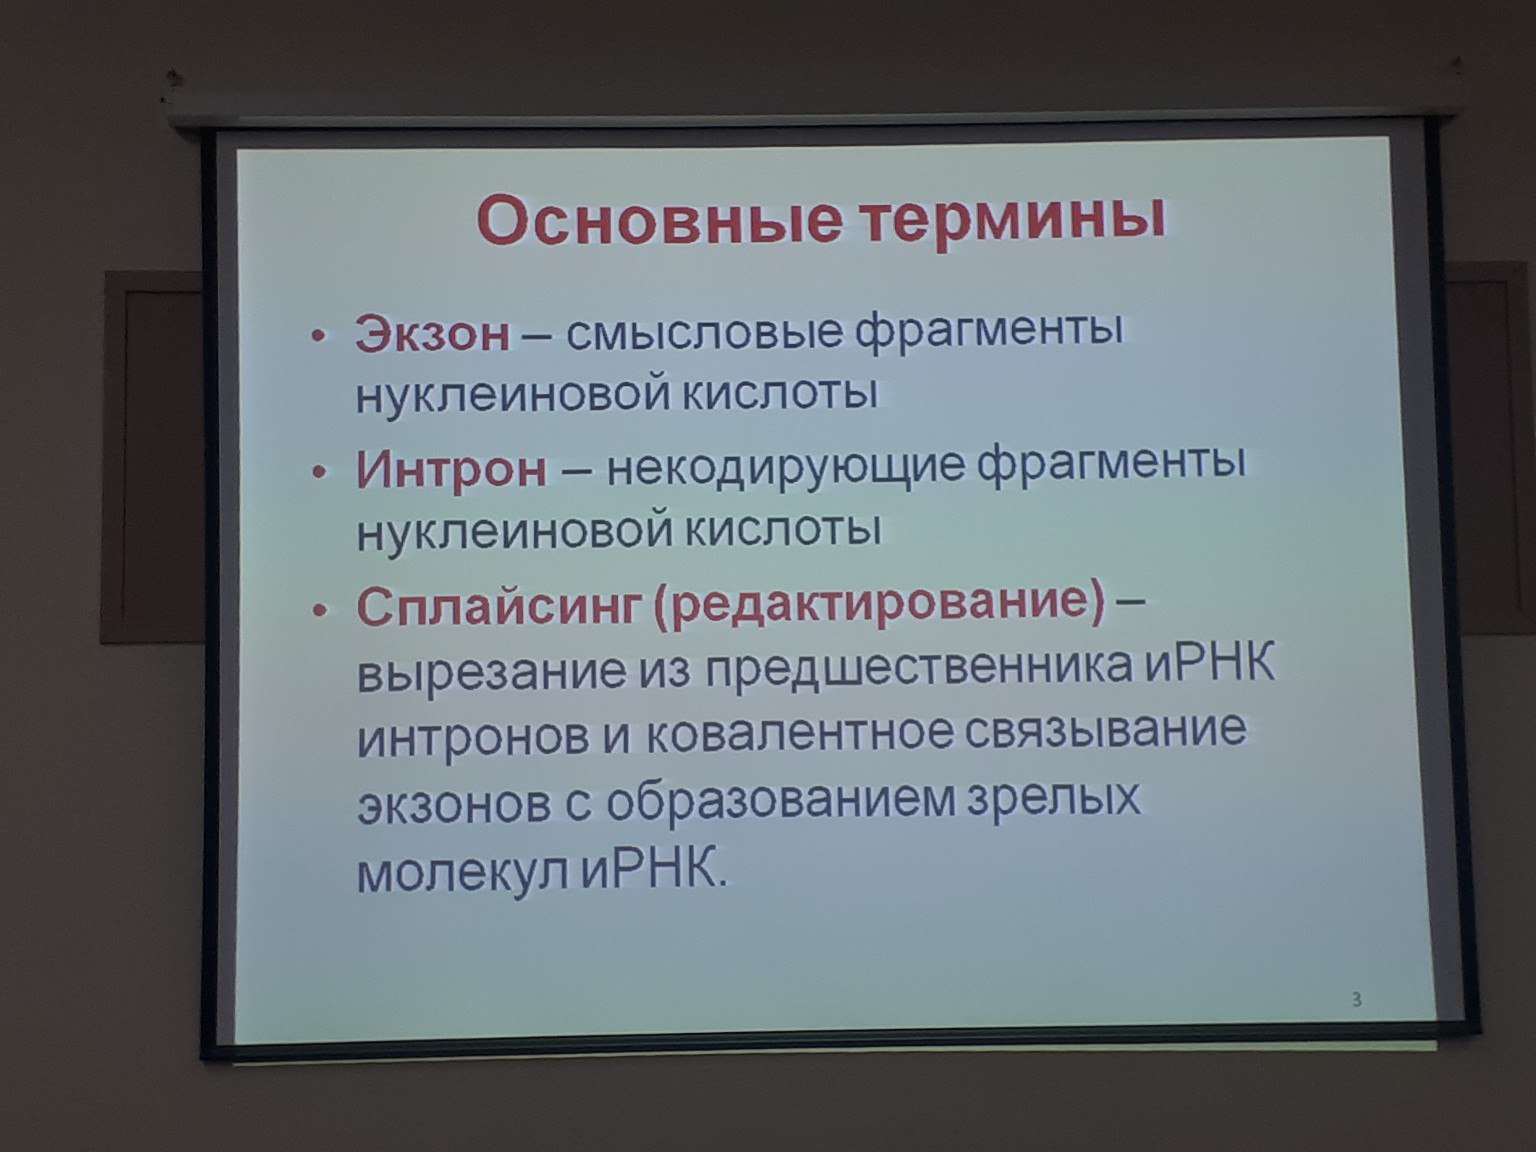 Основные термины
• Экзон – смысловые фрагменты
нуклеиновой кислоты
• Интрон – некодирующие фрагменты
нуклеиновой кислоты
• Сплайсинг (редактирование) –
вырезание из предшественника иРНК
интронов и ковалентное связывание
экзонов с образованием зрелых
молекул иРНК.
3